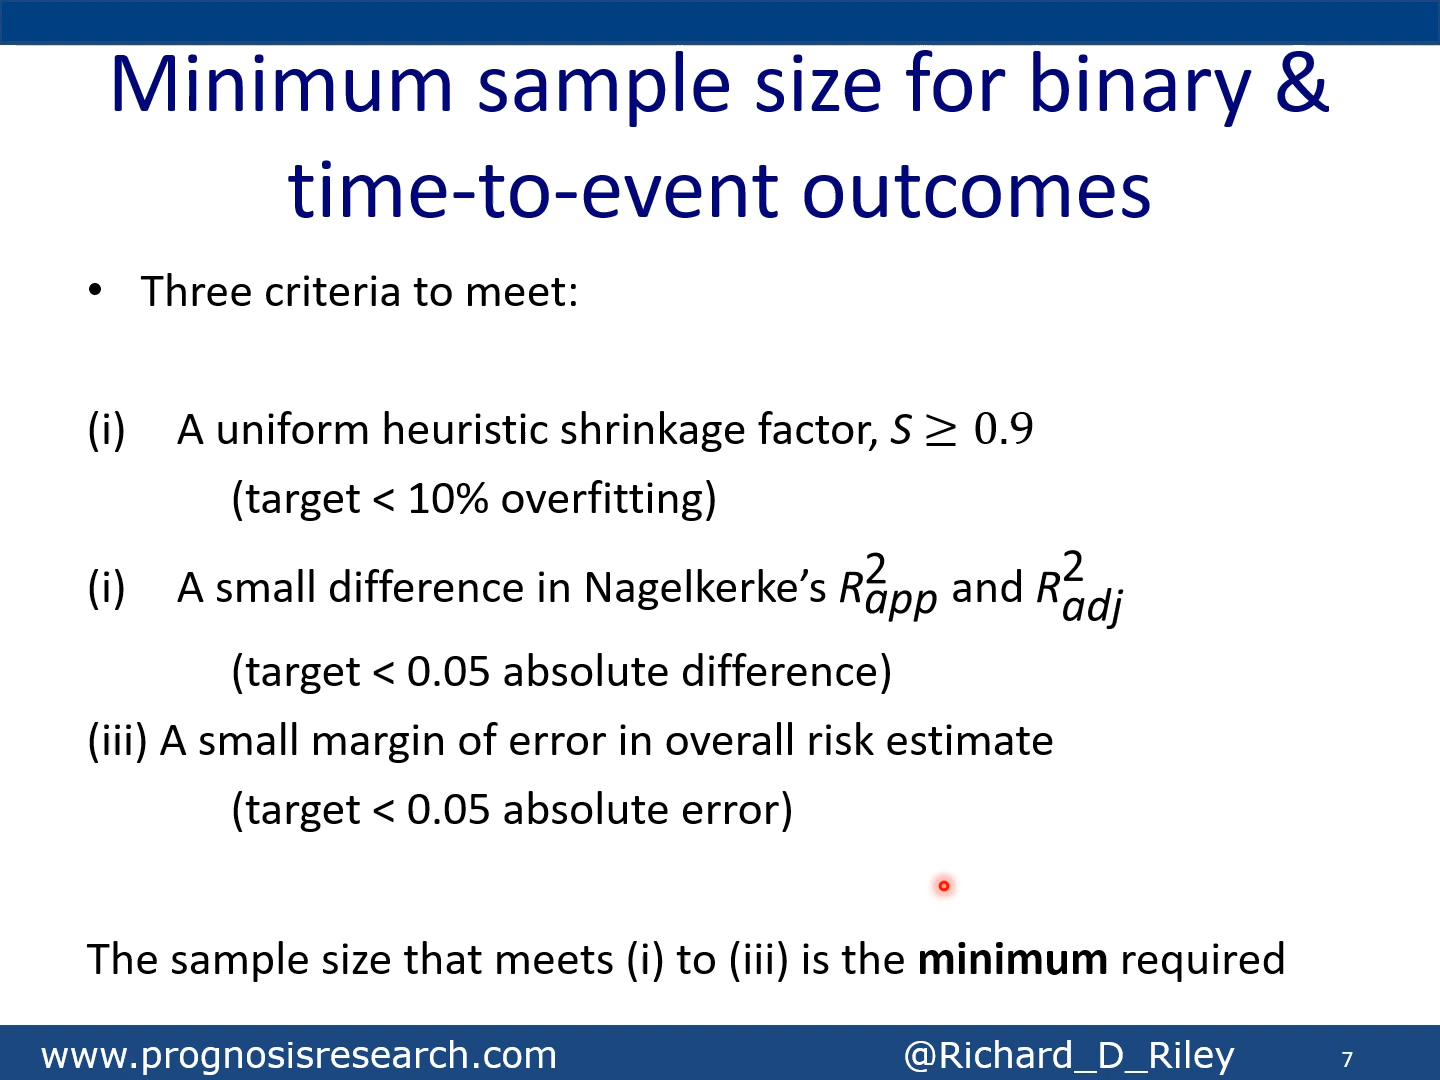 Minimum sample size for binary &
time-to-event outcomes
• Three criteria to meet:
(i) A uniform heuristic shrinkage factor, S ≥ 0.9
(target < 10% overfitting)
(i) A small difference in Nagelkerke’s R²app and R²adj
(target < 0.05 absolute difference)
(iii) A small margin of error in overall risk estimate
(target < 0.05 absolute error)
The sample size that meets (i) to (iii) is the minimum required
www.prognosisresearch.com @Richard_D_Riley 7